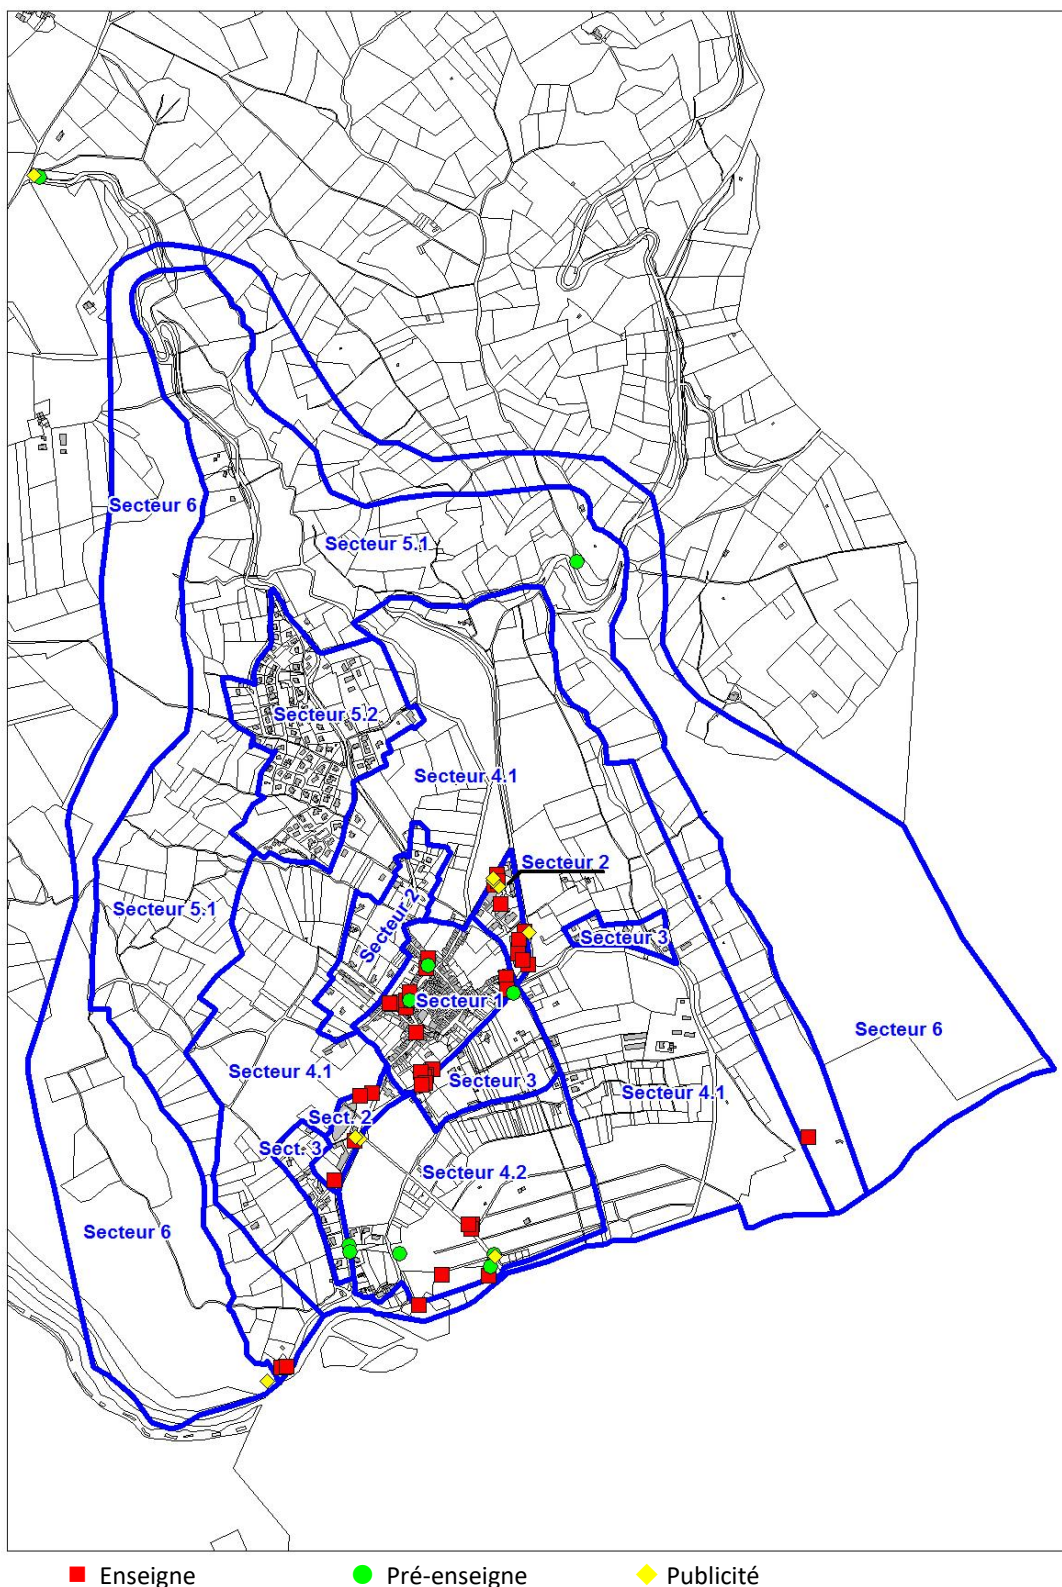 Secteur 6
Secteur 5.1
Secteur 5.2
Secteur 4.1
Secteur 2
Secteur 5.1
Secteur 2
Secteur 3
Secteur 1
Secteur 6
Secteur 4.1
Secteur 3
Secteur 4.1
Sect. 2
Sect. 3
Secteur 4.2
Secteur 6
Enseigne
Pré-enseigne
Publicité